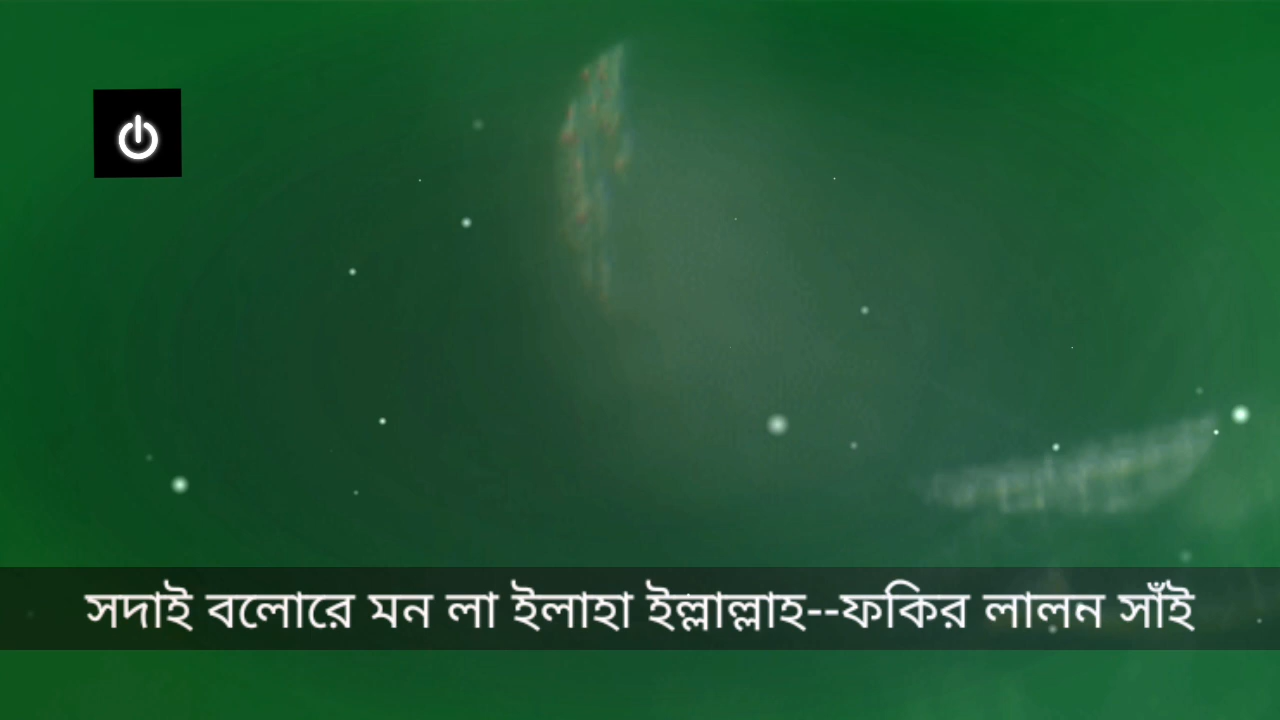 সদাই বলোরে মন লা ইলাহা ইল্লাল্লাহ--ফকির লালন সাঁই